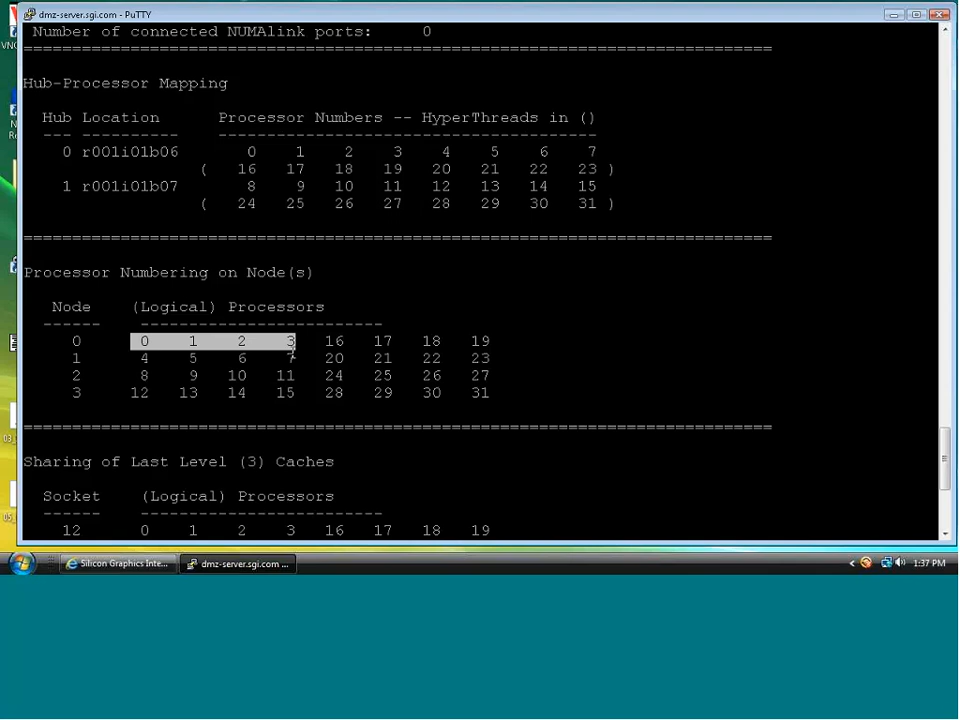 dmz-server.sgi.com - PuTTY
Number of connected NUMAlink ports: 0
==============================================================================
Hub-Processor Mapping
Hub Location Processor Numbers -- HyperThreads in ()
--- ---------- ---------------------------------------
0 r001i01b06 0 1 2 3 4 5 6 7
( 16 17 18 19 20 21 22 23 )
1 r001i01b07 8 9 10 11 12 13 14 15
( 24 25 26 27 28 29 30 31 )
==============================================================================
Processor Numbering on Node(s)
Node (Logical) Processors
------ -------------------------
0 0 1 2 3 16 17 18 19
1 4 5 6 7 20 21 22 23
2 8 9 10 11 24 25 26 27
3 12 13 14 15 28 29 30 31
==============================================================================
Sharing of Last Level (3) Caches
Socket (Logical) Processors
------ -------------------------
12 0 1 2 3 16 17 18 19
Silicon Graphics Inte...
dmz-server.sgi.com ...
1:37 PM